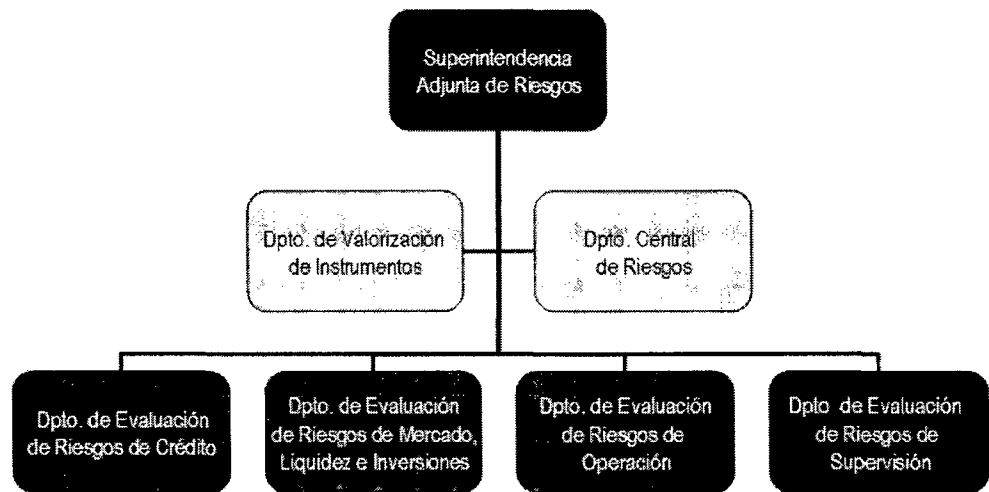 Superintendencia
Adjunta de Riesgos
Dpto. de Valorización
de Instrumentos
Dpto. Central
de Riesgos
Dpto. de Evaluación
de Riesgos de Crédito
Dpto. de Evaluación
de Riesgos de Mercado,
Liquidez e Inversiones
Dpto. de Evaluación
de Riesgos de
Operación
Dpto de Evaluación
de Riesgos de
Supervisión